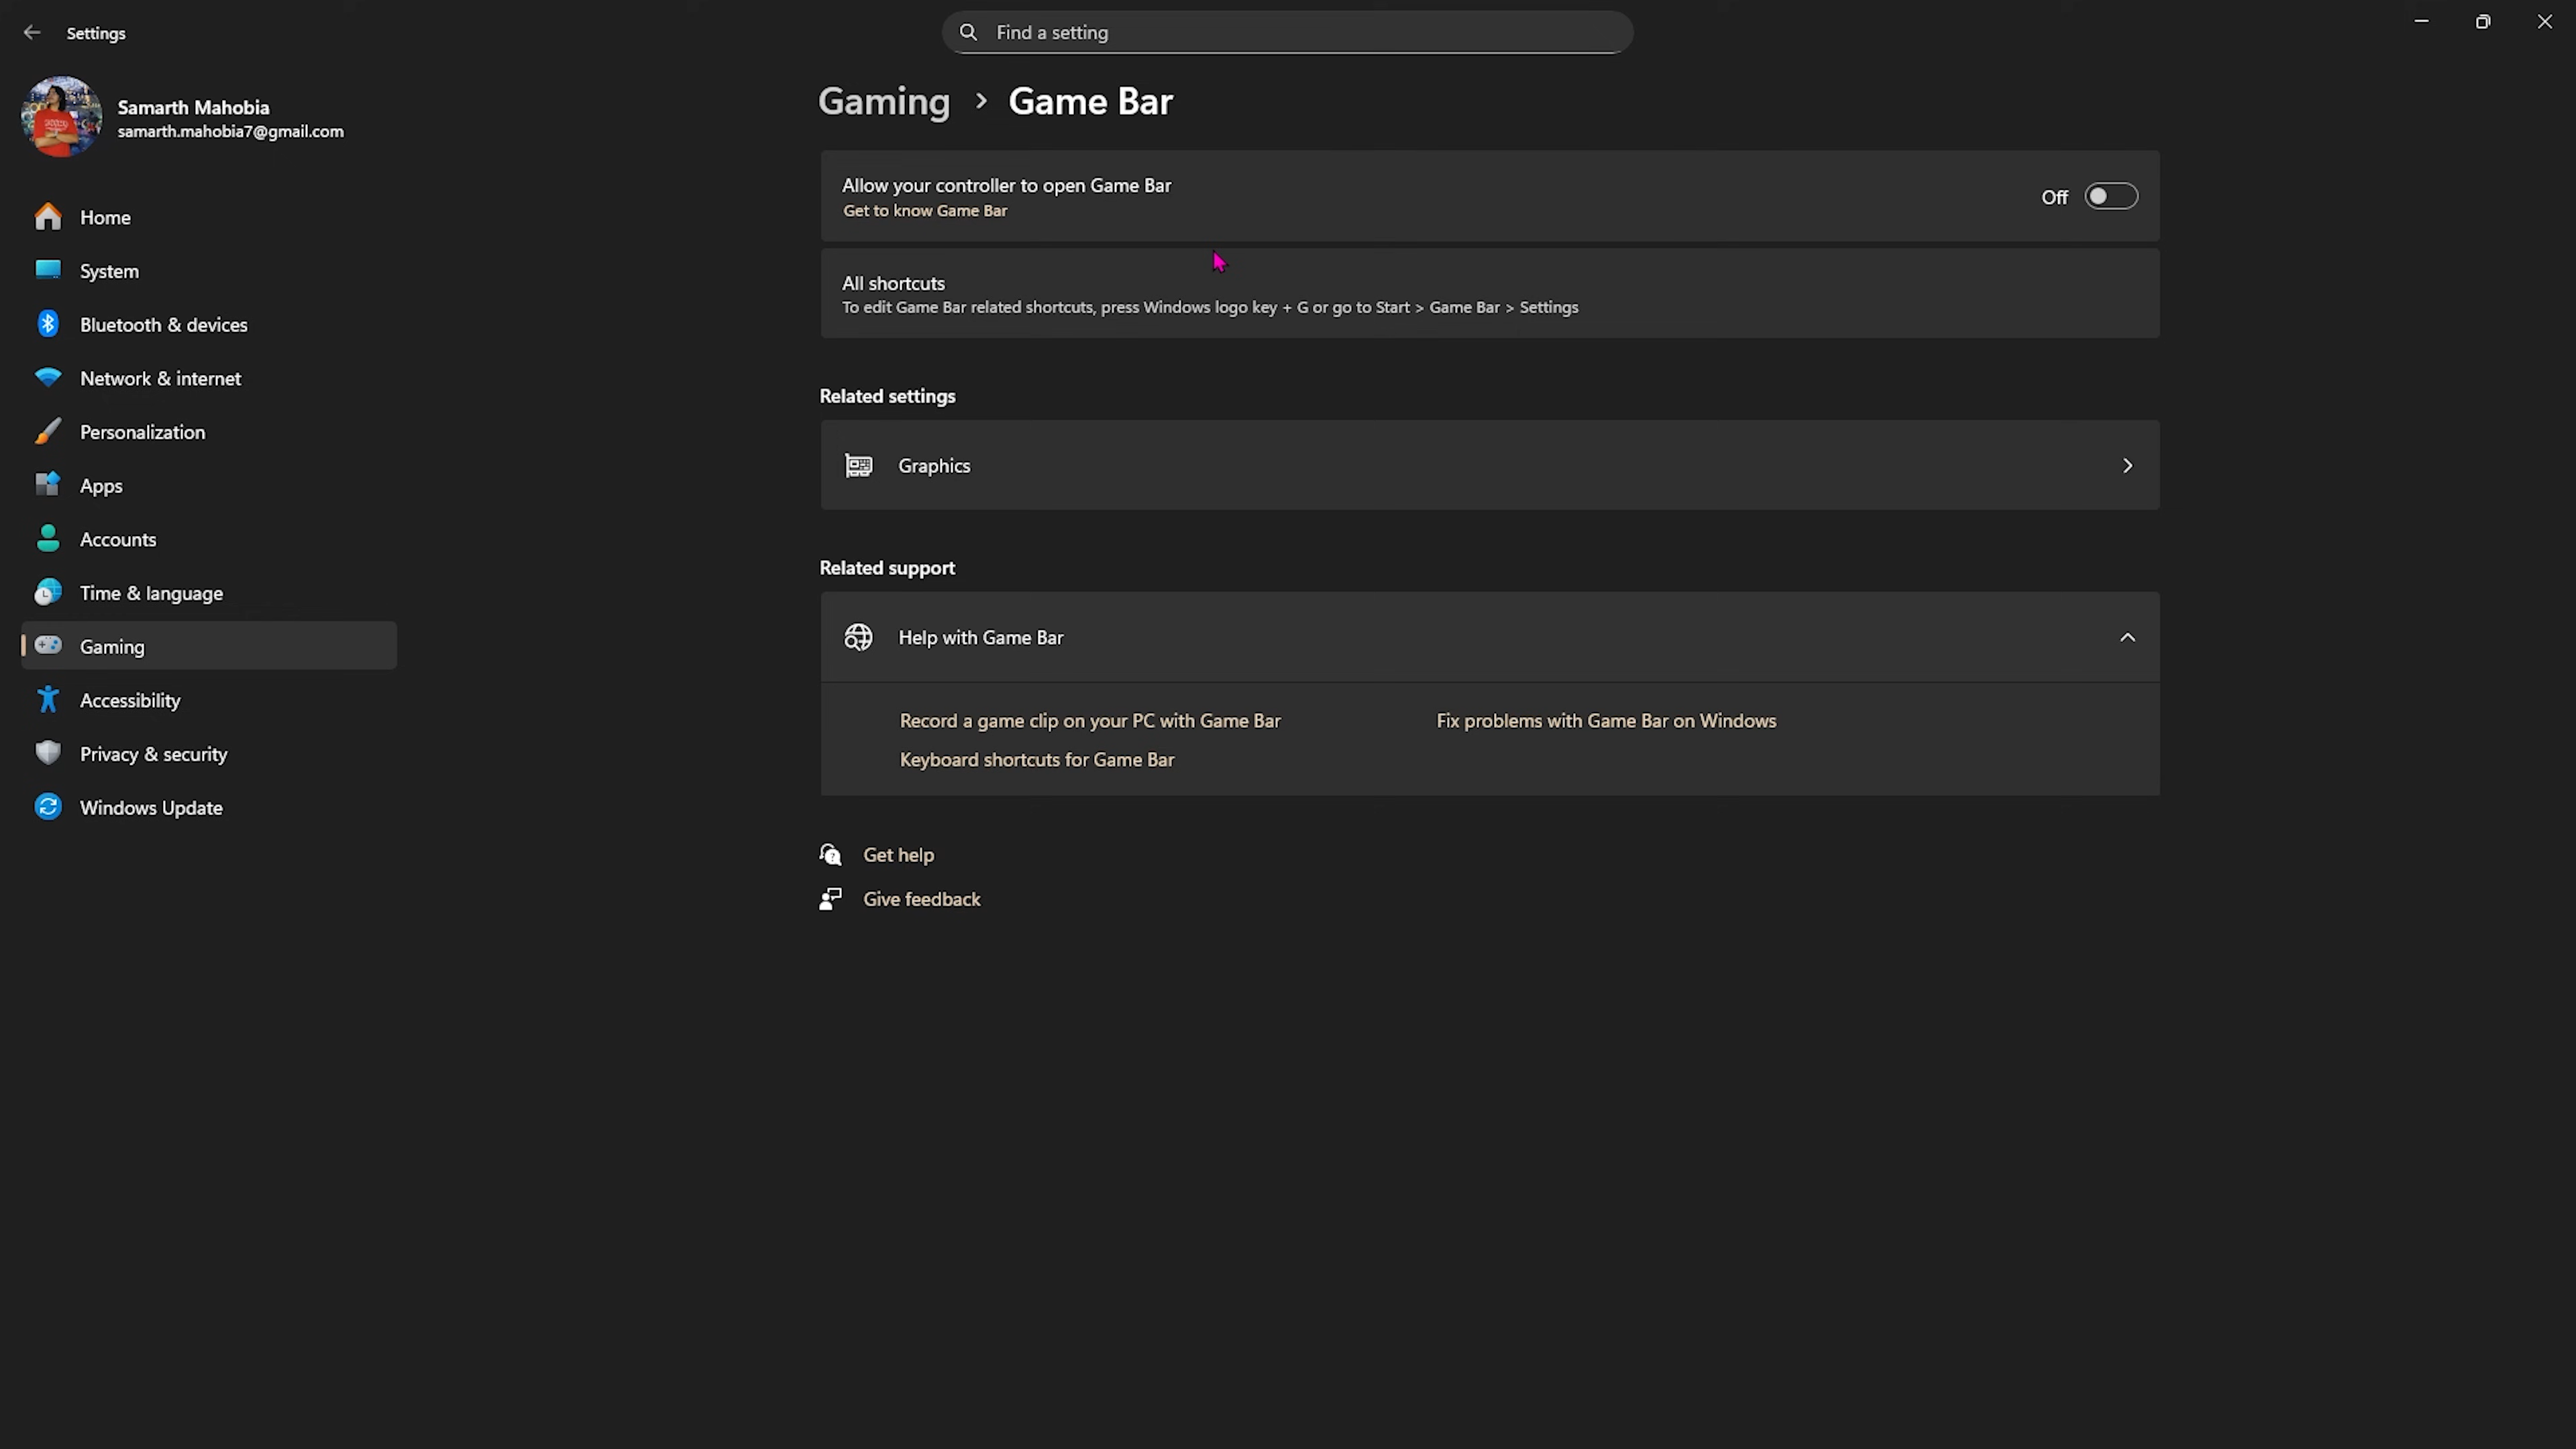 Settings
Find a setting
Samarth Mahobia
samarth.mahobia7@gmail.com
Home
System
Bluetooth & devices
Network & internet
Personalization
Apps
Accounts
Time & language
Gaming
Accessibility
Privacy & security
Windows Update
Gaming > Game Bar
Allow your controller to open Game Bar
Get to know Game Bar
Off
All shortcuts
To edit Game Bar related shortcuts, press Windows logo key + G or go to Start > Game Bar > Settings
Related settings
Graphics
Related support
Help with Game Bar
Record a game clip on your PC with Game Bar
Fix problems with Game Bar on Windows
Keyboard shortcuts for Game Bar
Get help
Give feedback